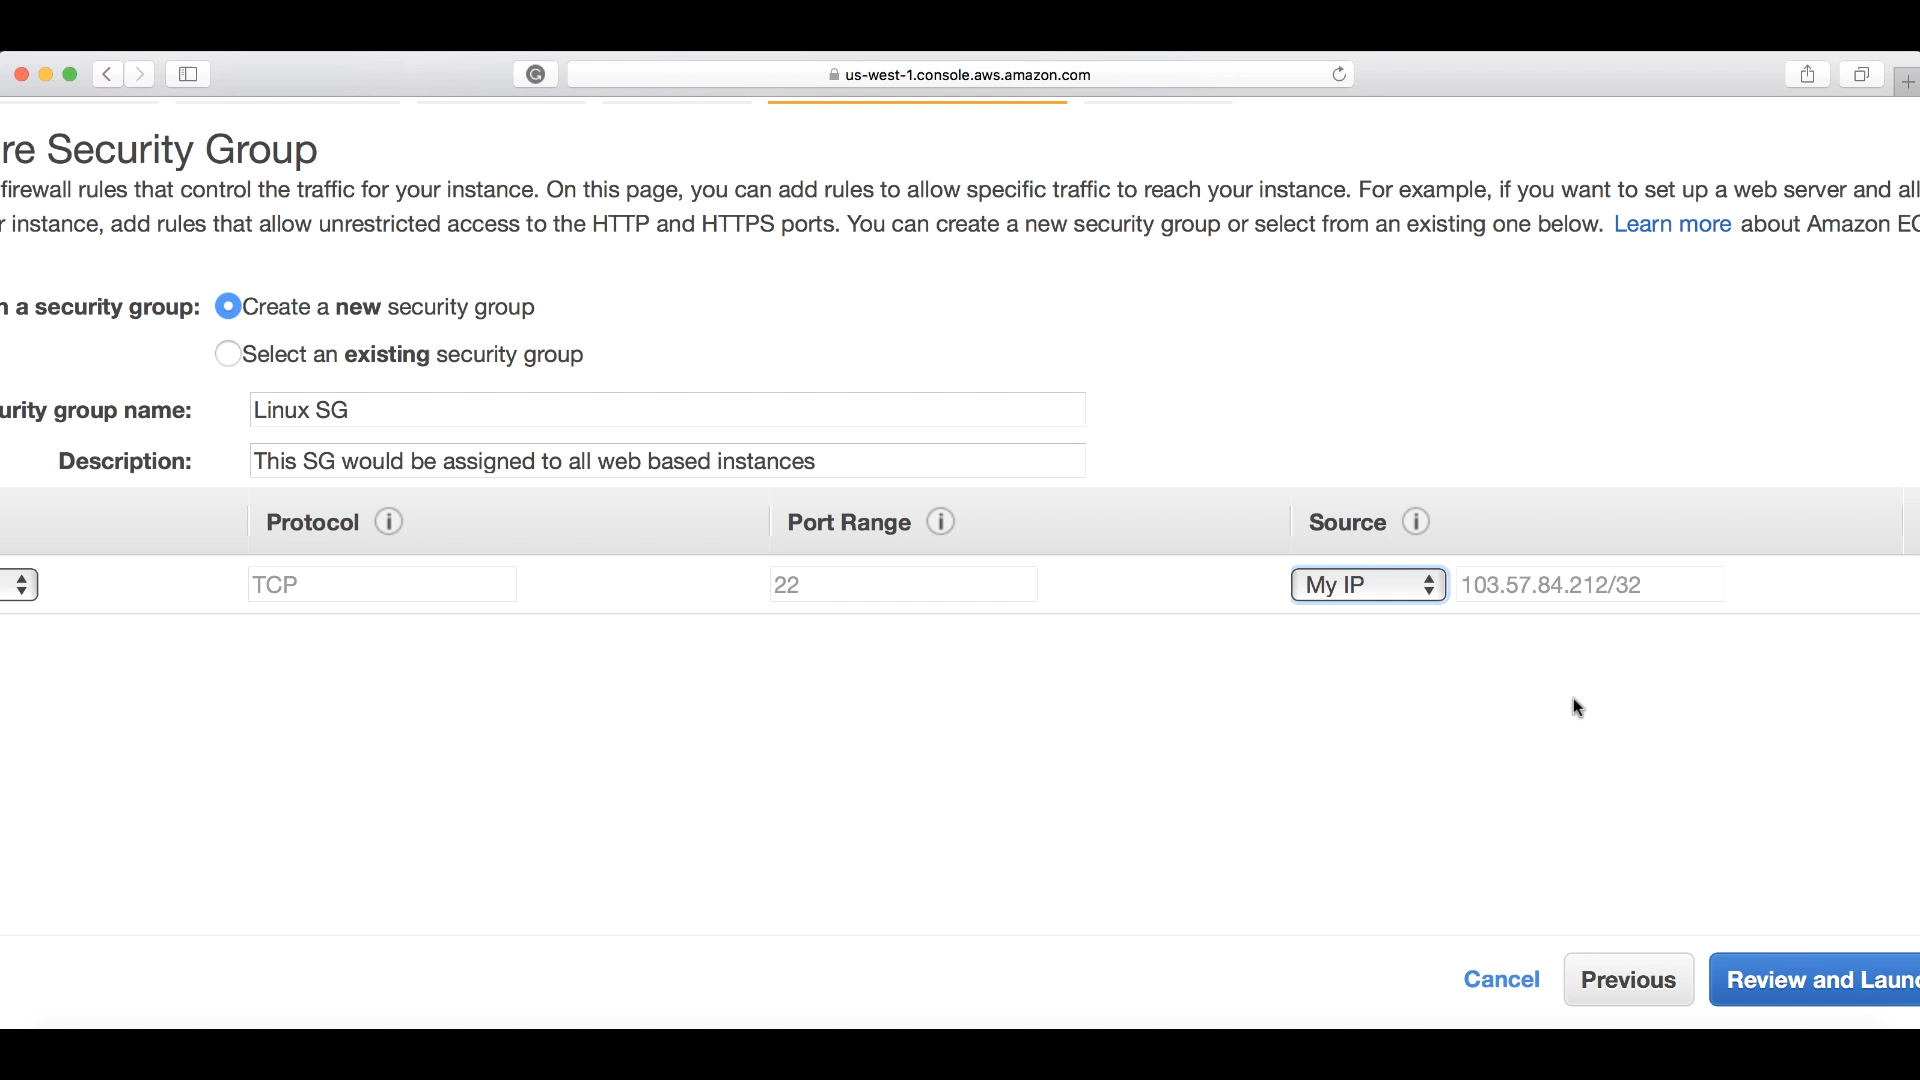 us-west-1.console.aws.amazon.com
re Security Group
firewall rules that control the traffic for your instance. On this page, you can add rules to allow specific traffic to reach your instance. For example, if you want to set up a web server and all
r instance, add rules that allow unrestricted access to the HTTP and HTTPS ports. You can create a new security group or select from an existing one below. Learn more about Amazon EC
n a security group: Create a new security group
Select an existing security group
urity group name: Linux SG
Description: This SG would be assigned to all web based instances
Protocol i Port Range i Source i
TCP 22 My IP 103.57.84.212/32
Cancel Previous Review and Launc